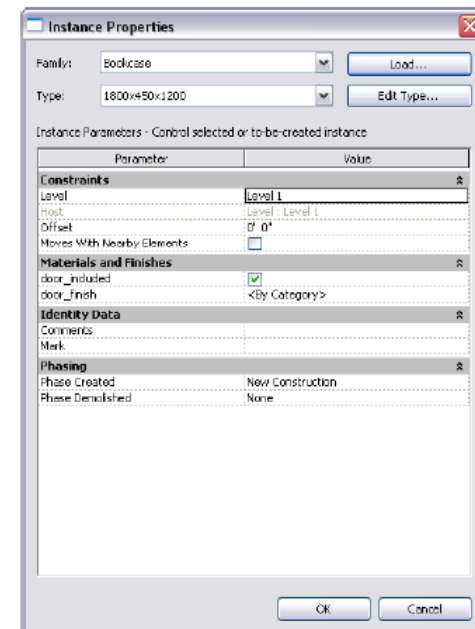 Instance Properties
Family: Bookcase Load...
Type: 1800x450x1200 Edit Type...
Instance Parameters - Control selected or to-be-created instance
Parameter Value
Constraints
Level Level 1
Host Level : Level 1
Offset 0' 0"
Moves With Nearby Elements
Materials and Finishes
door_included
door_finish <By Category>
Identity Data
Comments
Mark
Phasing
Phase Created New Construction
Phase Demolished None
OK Cancel